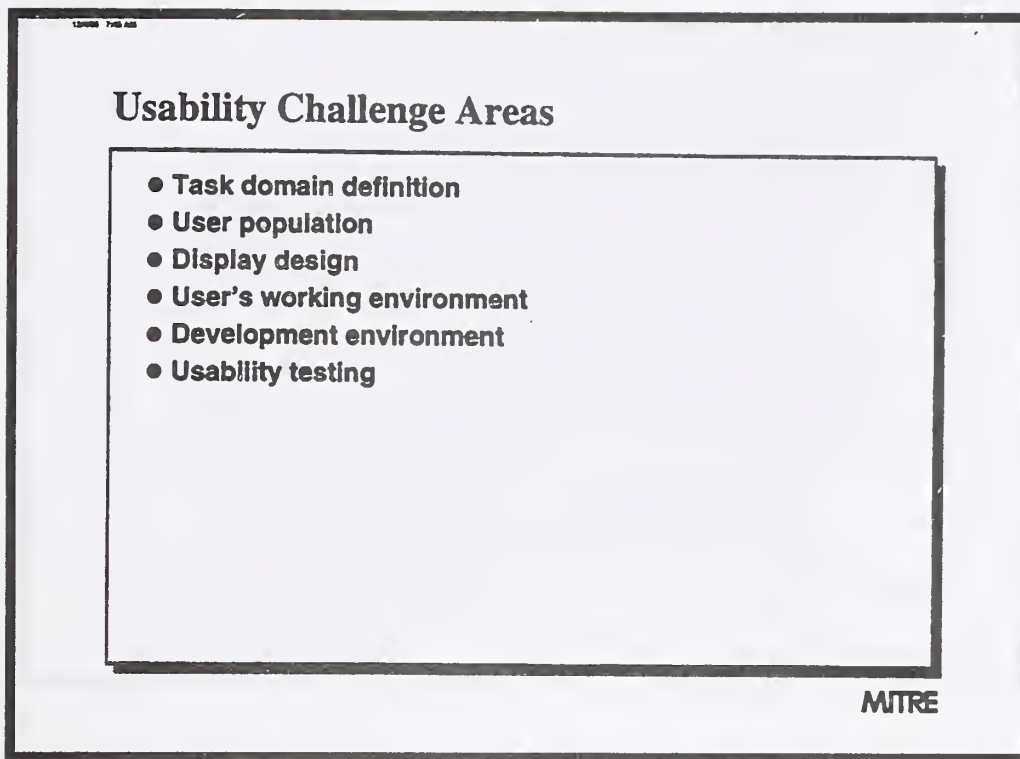 Usability Challenge Areas
● Task domain definition
● User population
● Display design
● User's working environment
● Development environment
● Usability testing
MITRE